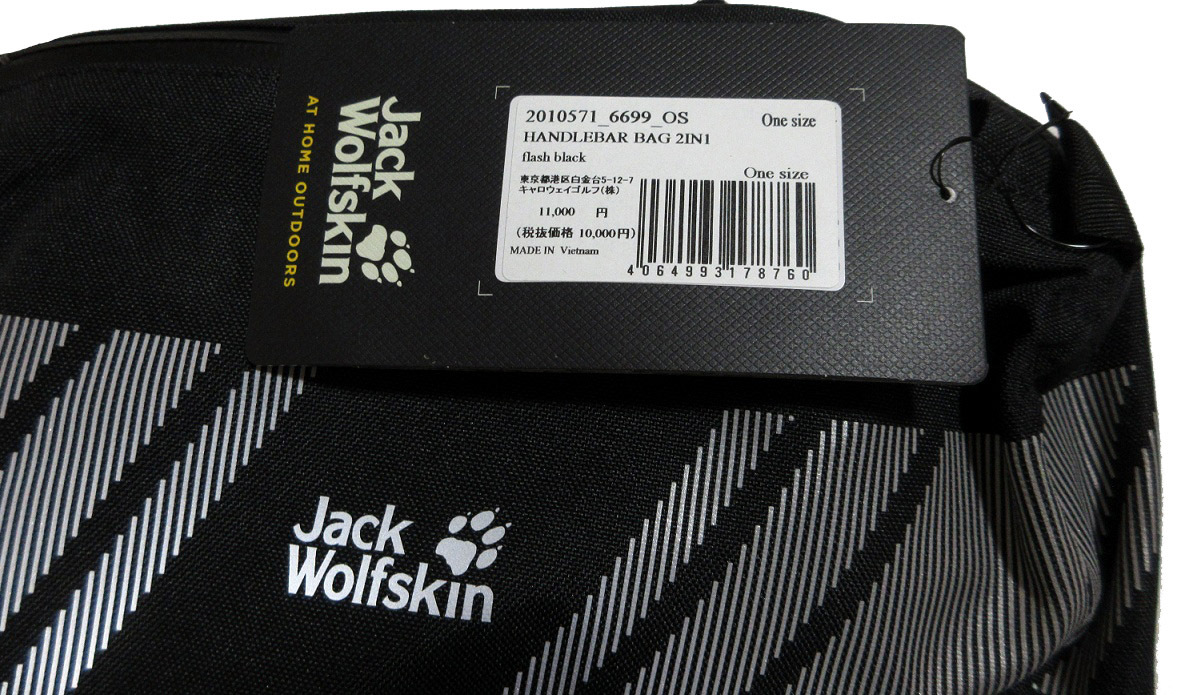 Jack
Wolfskin
AT HOME OUTDOORS
2010571_6699_OS One size
HANDLEBAR BAG 2IN1
flash black
One size
東京都港区白金台5-12-7
キャロウェイゴルフ(株)
11,000 円
(税抜価格 10,000円)
MADE IN Vietnam
4064993178760
Jack
Wolfskin